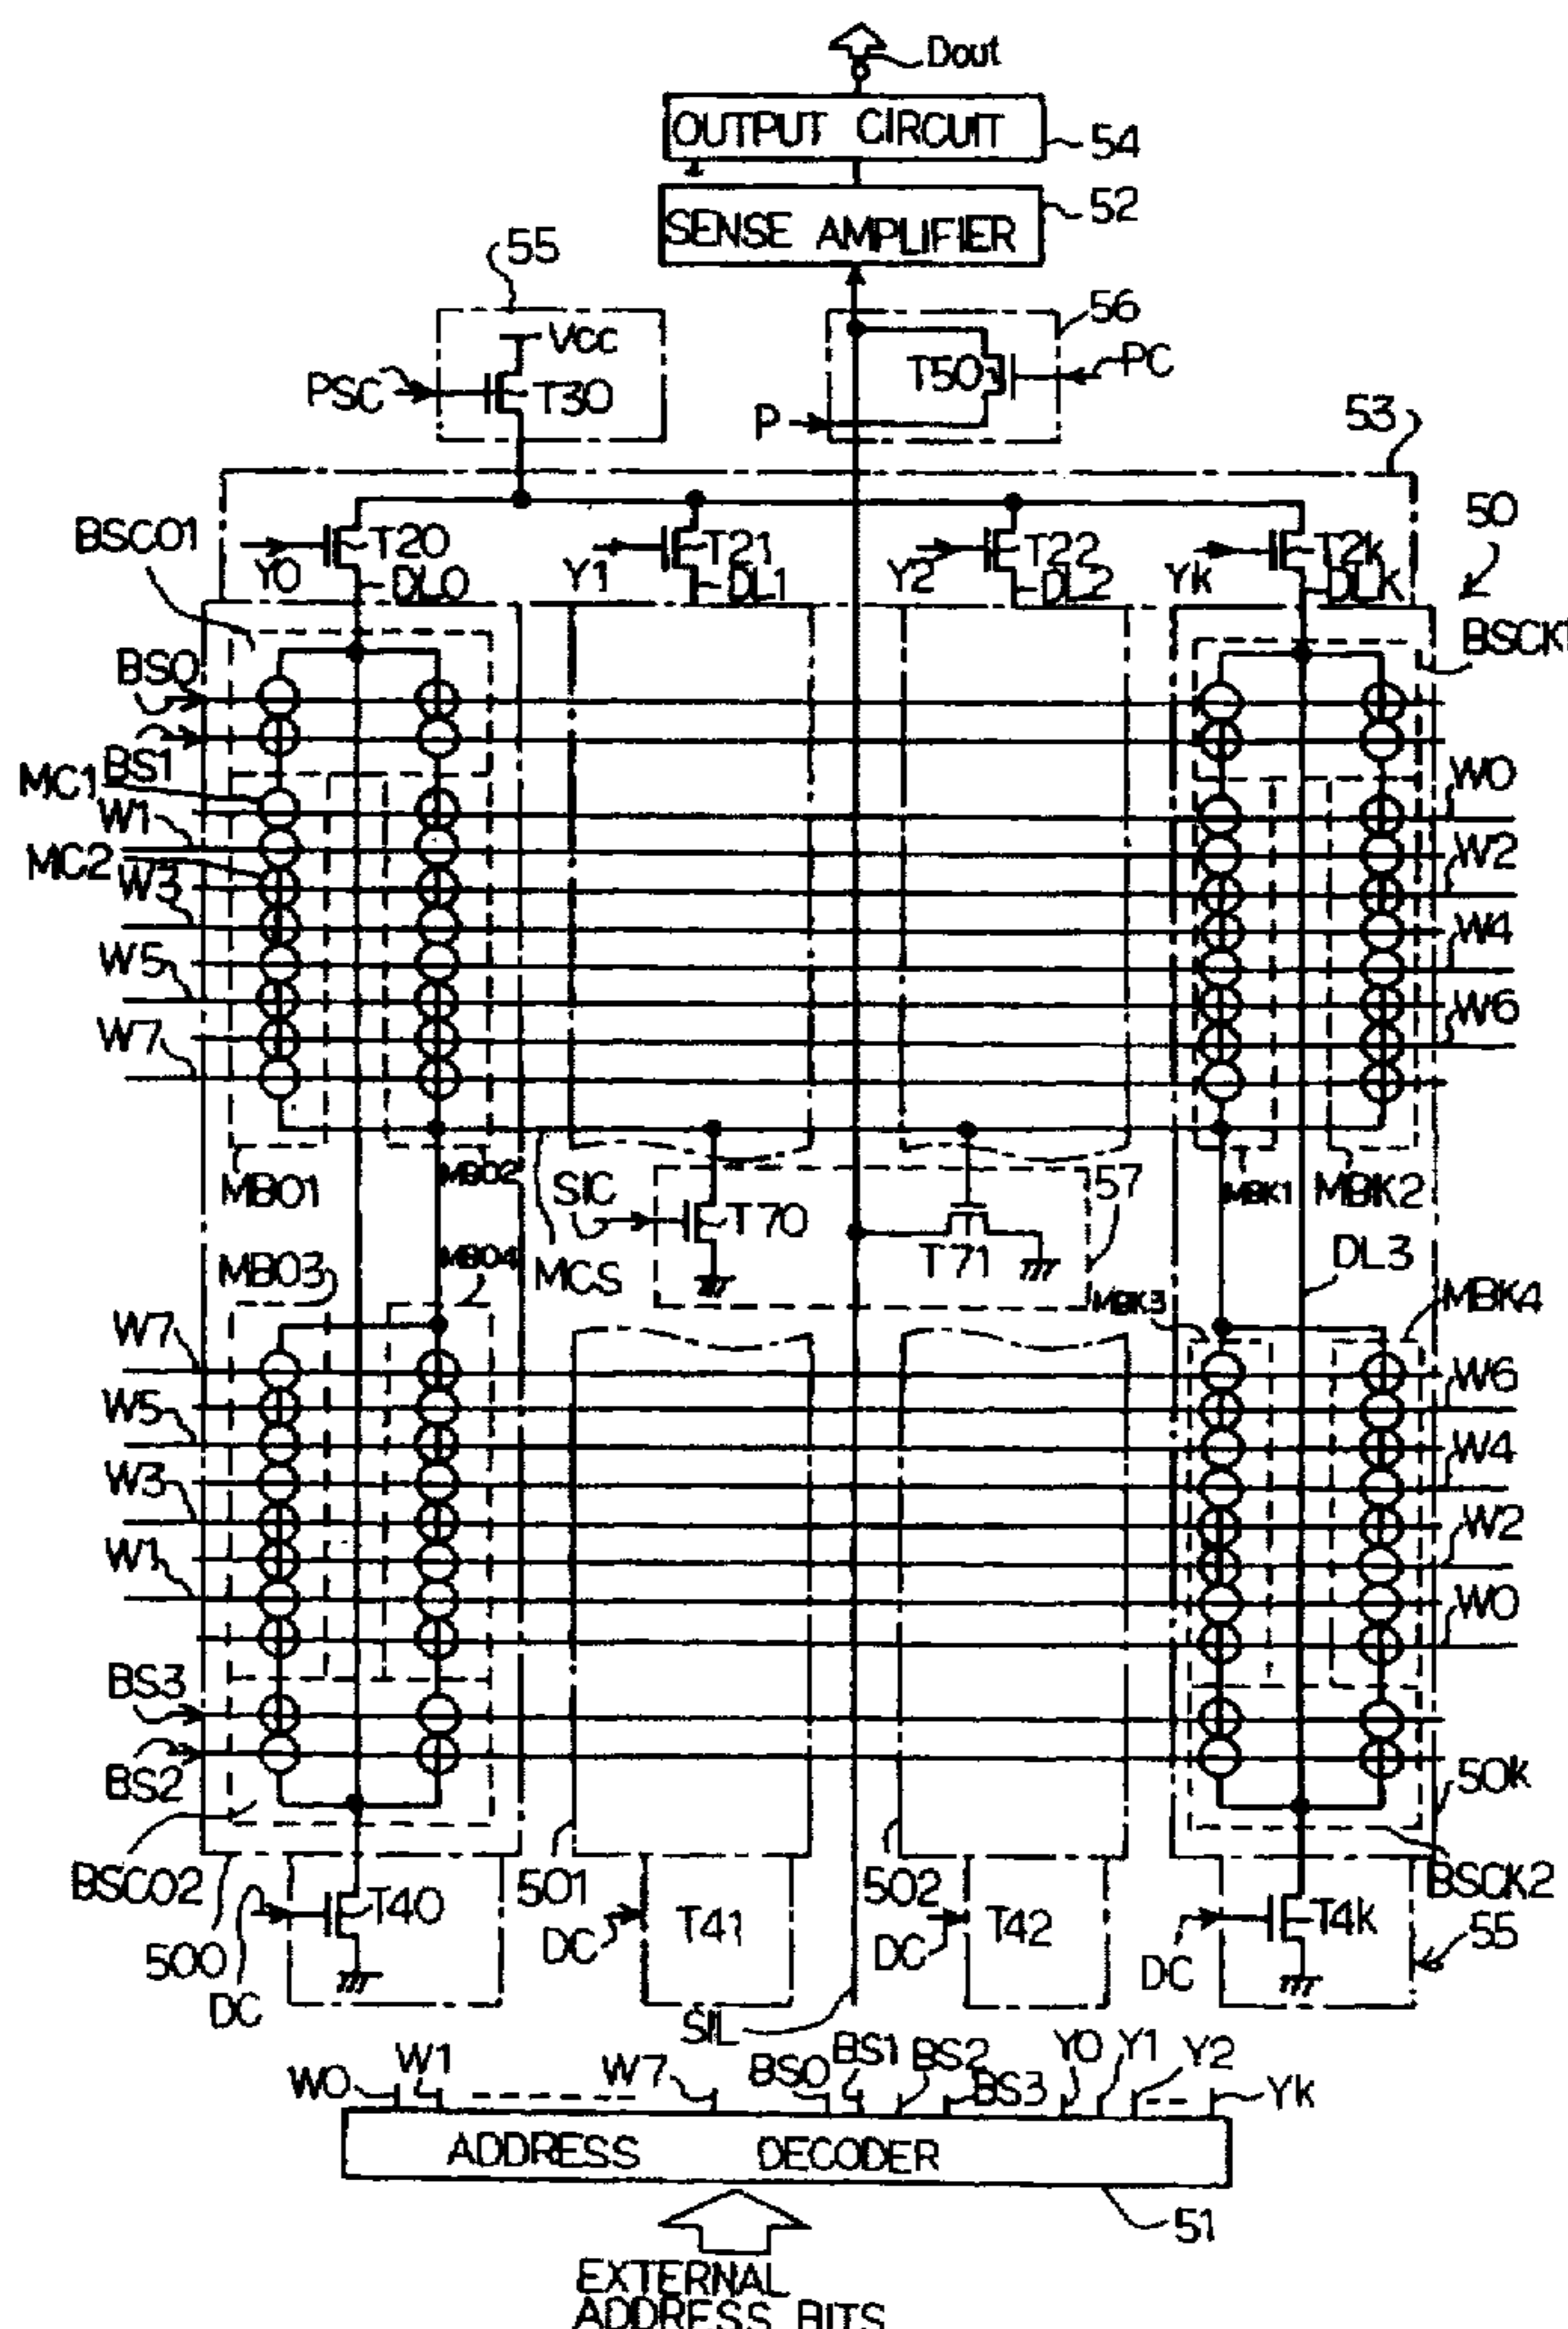 Dout
OUTPUT CIRCUIT
54
SENSE AMPLIFIER
52
55
56
VCC
PSC
T30
T50
PC
P
53
50
BSC01
T20
T21
T22
T2k
Y0
Y1
Y2
Yk
DL0
DL1
DL2
DLK
BSCK1
BS0
BS1
MC1
W0
W1
MC2
W2
W3
W4
W5
W6
W7
MB01
MB02
SIC
T70
57
MBK1
MBK2
T71
MCS
DL3
MB03
MB04
MBK3
MBK4
W7
W6
W5
W4
W3
W2
W1
W0
BS3
BS2
50k
BSC02
501
502
BSCK2
T40
T41
T42
T4k
55
500
DC
DC
DC
DC
SIL
W0
W1
W7
BS0
BS1
BS2
BS3
Y0
Y1
Y2
Yk
ADDRESS DECODER
51
EXTERNAL
ADDRESS BITS